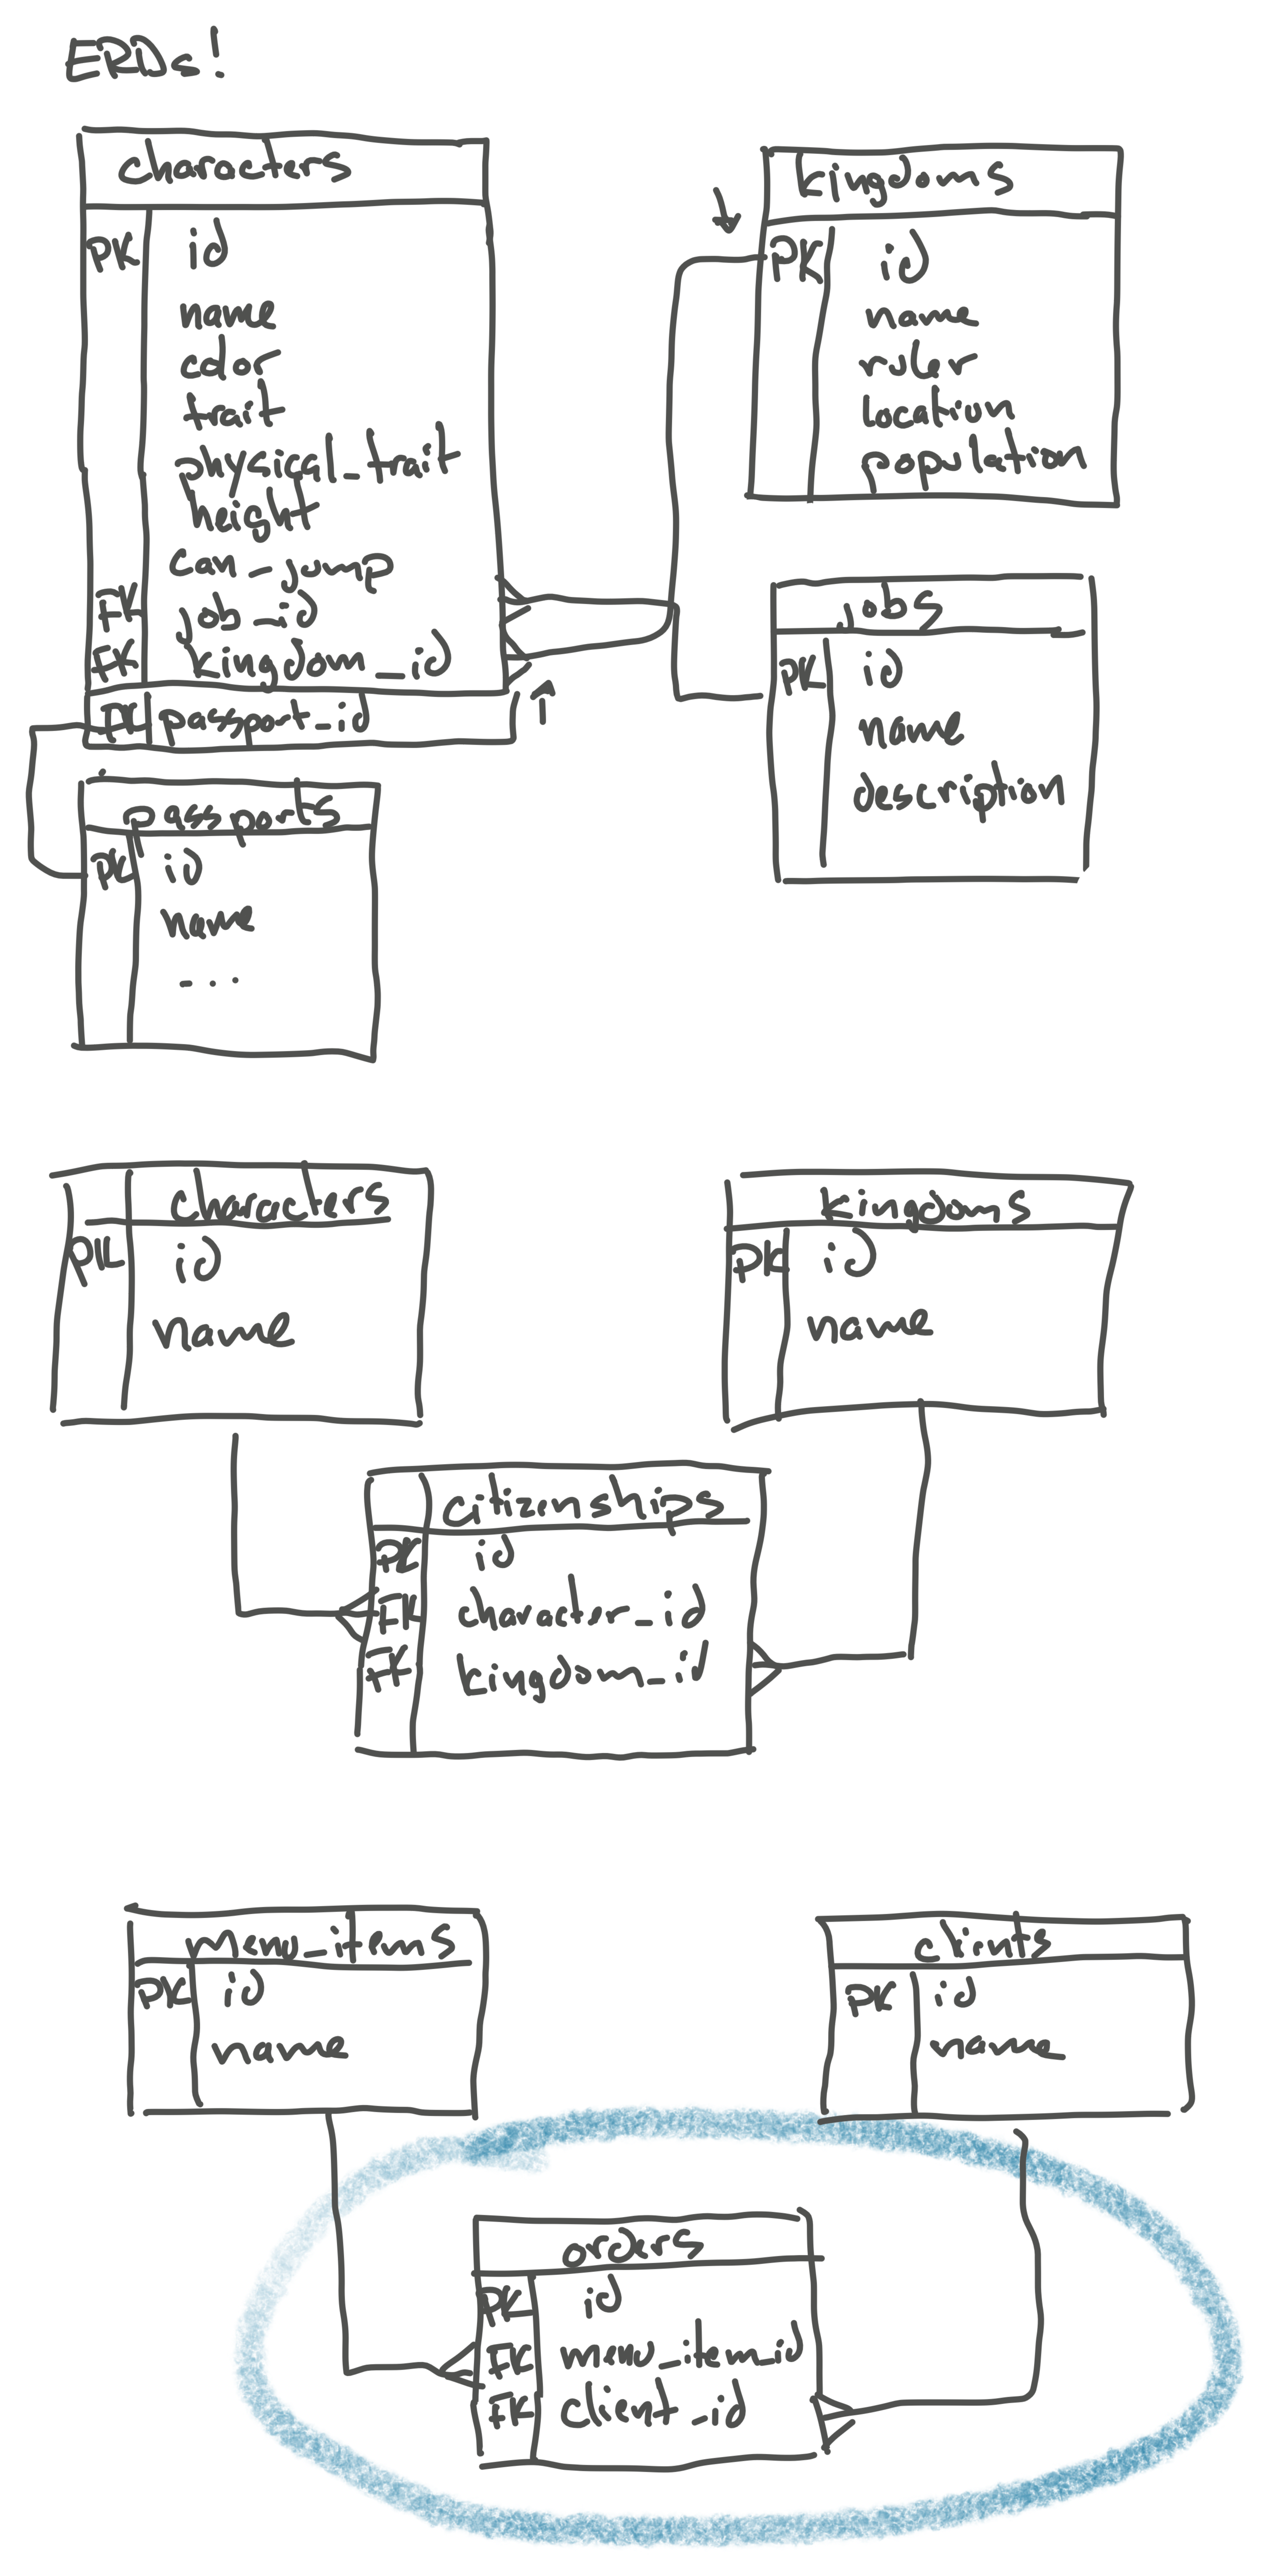 ERDs!
characters
PK id
name
color
trait
physical_trait
height
can_jump
FK job_id
FK kingdom_id
FK passport_id
kingdoms
PK id
name
ruler
location
population
jobs
PK id
name
description
passports
PK id
name
...
characters
PK id
name
kingdoms
PK id
name
citizenships
PK id
FK character_id
FK kingdom_id
menu_items
PK id
name
clients
PK id
name
orders
PK id
FK menu_item_id
FK client_id